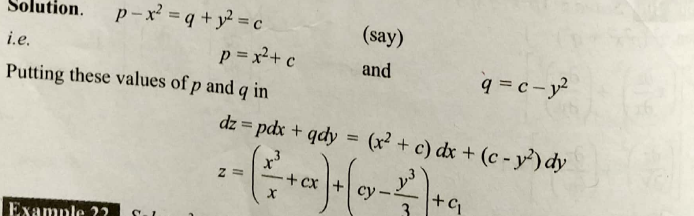 Solution. p – x² = q + y² = c (say)
i.e. p = x² + c and q = c – y²
Putting these values of p and q in
dz = pdx + qdy = (x² + c) dx + (c - y²) dy
z = (x³/x + cx) + (cy – y³/3) + c₁
Example 22